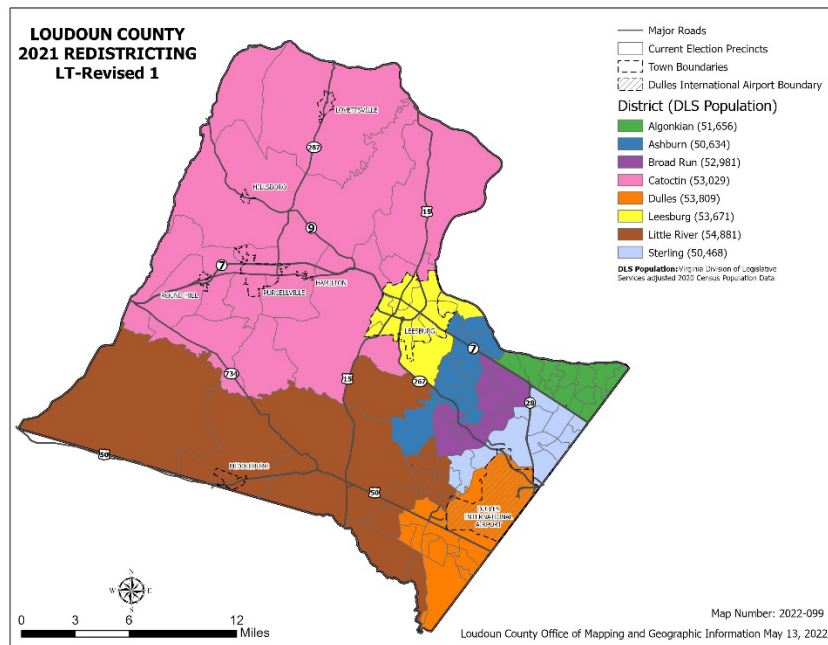 LOUDOUN COUNTY
2021 REDISTRICTING
LT-Revised 1
Major Roads
Current Election Precincts
Town Boundaries
Dulles International Airport Boundary
District (DLS Population)
Algonkian (51,656)
Ashburn (50,634)
Broad Run (52,981)
Catoctin (53,029)
Dulles (53,809)
Leesburg (53,671)
Little River (54,881)
Sterling (50,468)
DLS Population: Virginia Division of Legislative
Services adjusted 2020 Census Population Data
LOVETTSVILLE
287
HILLSBORO
15
9
7
HAMILTON
ROUND HILL
PURCELLVILLE
LEESBURG
7
734
15
267
28
50
MIDDLEBURG
50
DULLES
INTERNATIONAL
AIRPORT
N
W
E
S
0
3
6
12
Miles
Map Number: 2022-099
Loudoun County Office of Mapping and Geographic Information May 13, 2022